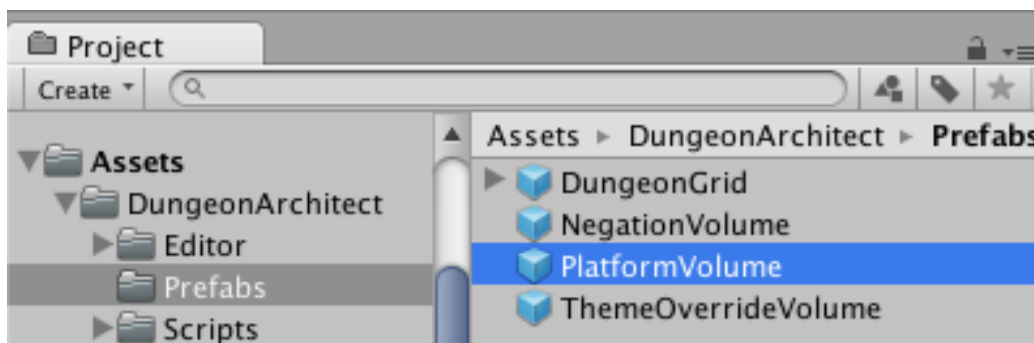 Project
Create
Assets
DungeonArchitect
Editor
Prefabs
Scripts
Assets ▸ DungeonArchitect ▸ Prefabs
DungeonGrid
NegationVolume
PlatformVolume
ThemeOverrideVolume